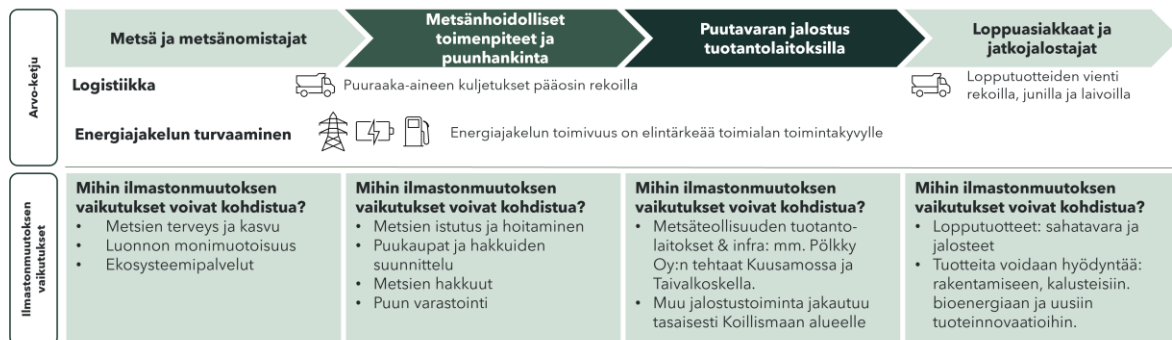 Arvo-ketju
Metsä ja metsänomistajat
Metsänhoidolliset
toimenpiteet ja
puunhankinta
Puutavaran jalostus
tuotantolaitoksilla
Loppuasiakkaat ja
jatkojalostajat
Logistiikka
Puuraaka-aineen kuljetukset pääosin rekoilla
Lopputuotteiden vienti
rekoilla, junilla ja laivoilla
Energiajakelun turvaaminen
Energiajakelun toimivuus on elintärkeää toimialan toimintakyvylle
Ilmastonmuutoksen
vaikutukset
Mihin ilmastonmuutoksen
vaikutukset voivat kohdistua?
• Metsien terveys ja kasvu
• Luonnon monimuotoisuus
• Ekosysteemipalvelut
Mihin ilmastonmuutoksen
vaikutukset voivat kohdistua?
• Metsien istutus ja hoitaminen
• Puukaupat ja hakkuiden
suunnittelu
• Metsien hakkuut
• Puun varastointi
Mihin ilmastonmuutoksen
vaikutukset voivat kohdistua?
• Metsäteollisuuden tuotanto-
laitokset & infra: mm. Pölkky
Oy:n tehtaat Kuusamossa ja
Taivalkoskella.
• Muu jalostustoiminta jakautuu
tasaisesti Koillismaan alueelle
Mihin ilmastonmuutoksen
vaikutukset voivat kohdistua?
• Lopputuotteet: sahatavara ja
jalosteet
• Tuotteita voidaan hyödyntää:
rakentamiseen, kalusteisiin.
bioenergiaan ja uusiin
tuoteinnovaatioihin.